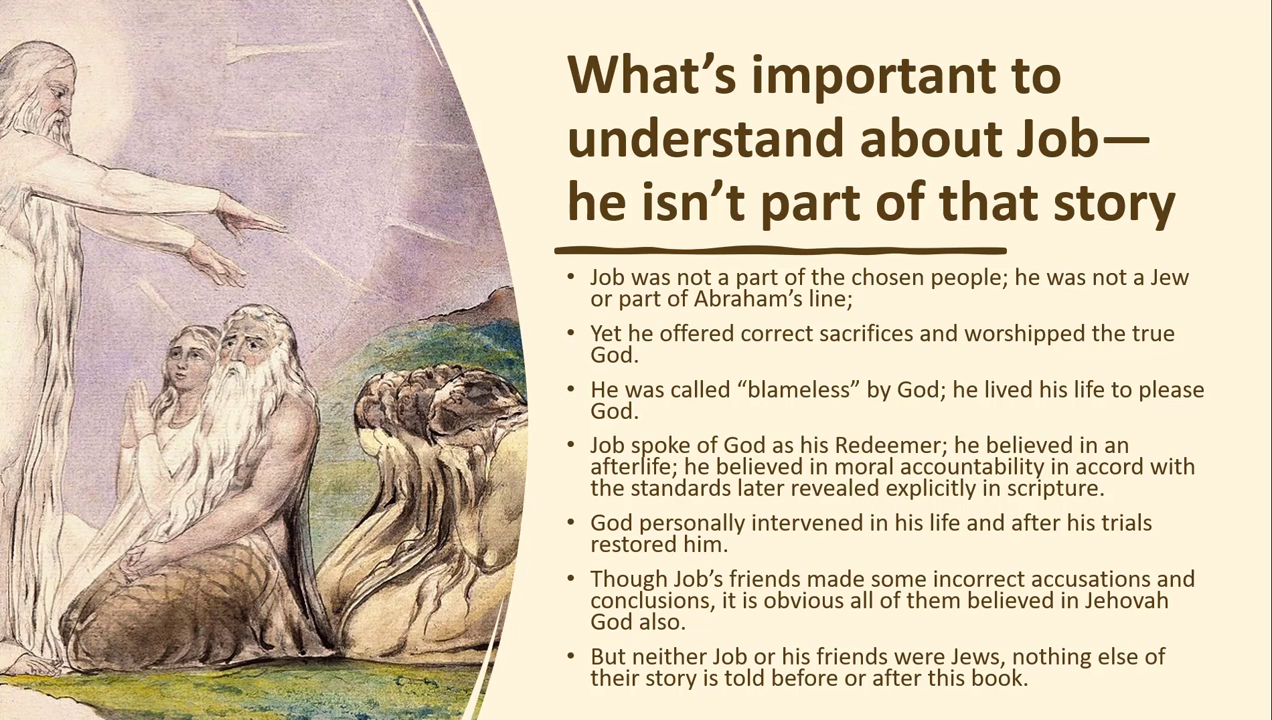 What’s important to
understand about Job—
he isn’t part of that story
• Job was not a part of the chosen people; he was not a Jew
or part of Abraham’s line;
• Yet he offered correct sacrifices and worshipped the true
God.
• He was called “blameless” by God; he lived his life to please
God.
• Job spoke of God as his Redeemer; he believed in an
afterlife; he believed in moral accountability in accord with
the standards later revealed explicitly in scripture.
• God personally intervened in his life and after his trials
restored him.
• Though Job’s friends made some incorrect accusations and
conclusions, it is obvious all of them believed in Jehovah
God also.
• But neither Job or his friends were Jews, nothing else of
their story is told before or after this book.